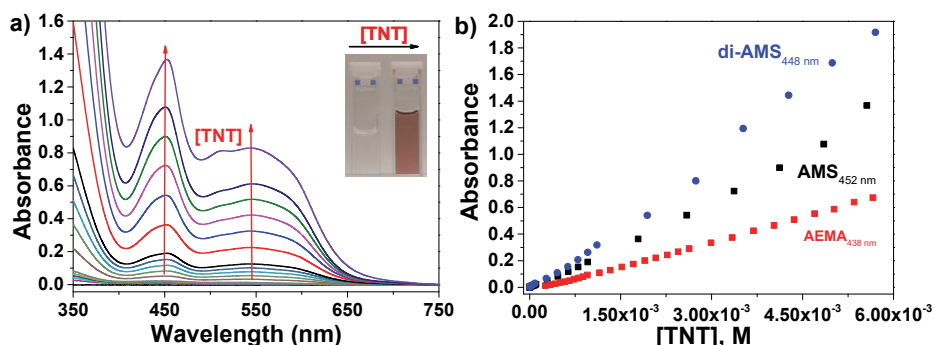 a)
[TNT]
1.6
1.4
1.2
1.0
0.8
0.6
0.4
0.2
0.0
Absorbance
[TNT]
350 450 550 650 750
Wavelength (nm)
b)
2.0
1.8
1.6
1.4
1.2
1.0
0.8
0.6
0.4
0.2
0.0
Absorbance
di-AMS448 nm
AMS452 nm
AEMA438 nm
0.00 1.50x10-3 3.00x10-3 4.50x10-3 6.00x10-3
[TNT], M